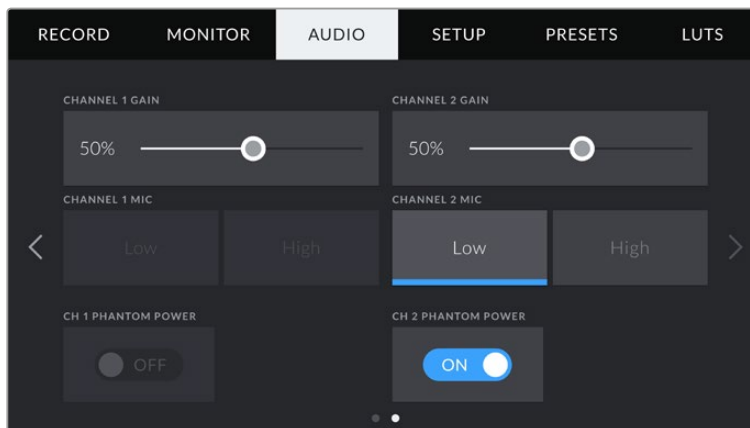 RECORD MONITOR AUDIO SETUP PRESETS LUTS
CHANNEL 1 GAIN CHANNEL 2 GAIN
50% 50%
CHANNEL 1 MIC CHANNEL 2 MIC
Low High Low High
CH 1 PHANTOM POWER CH 2 PHANTOM POWER
OFF ON